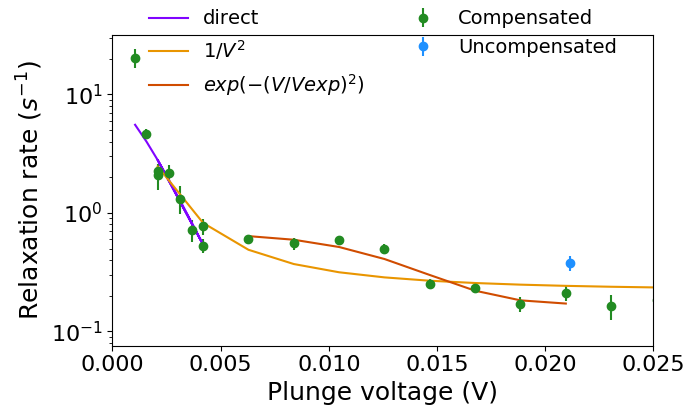 direct
1/V²
exp(−(V/Vexp)²)
Compensated
Uncompensated
Relaxation rate (s⁻¹)
10¹
10⁰
10⁻¹
0.000 0.005 0.010 0.015 0.020 0.025
Plunge voltage (V)